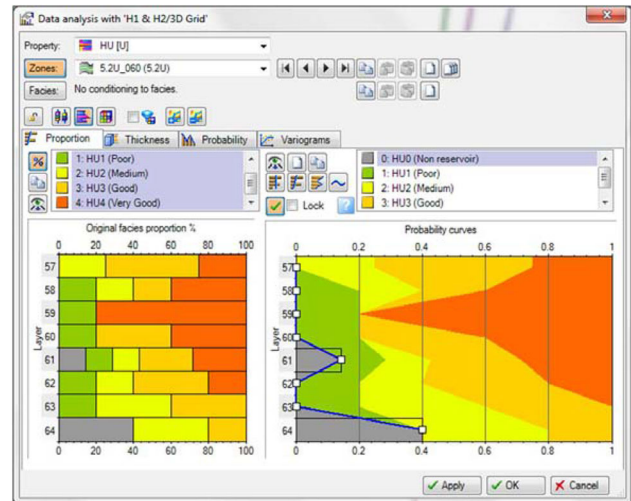 Data analysis with 'H1 & H2/3D Grid'
Property: HU [U]
Zones: 5.2U_060 (5.2U)
Facies: No conditioning to facies.
Proportion Thickness Probability Variograms
%
1: HU1 (Poor)
2: HU2 (Medium)
3: HU3 (Good)
4: HU4 (Very Good)
Lock ?
0: HU0 (Non reservoir)
1: HU1 (Poor)
2: HU2 (Medium)
3: HU3 (Good)
Original facies proportion %
0 20 40 60 80 100
57
58
59
60
61
62
63
64
Layer
0 20 40 60 80 100
Probability curves
0 0.2 0.4 0.6 0.8 1
57
58
59
60
61
62
63
64
Layer
0 0.2 0.4 0.6 0.8 1
Apply OK Cancel